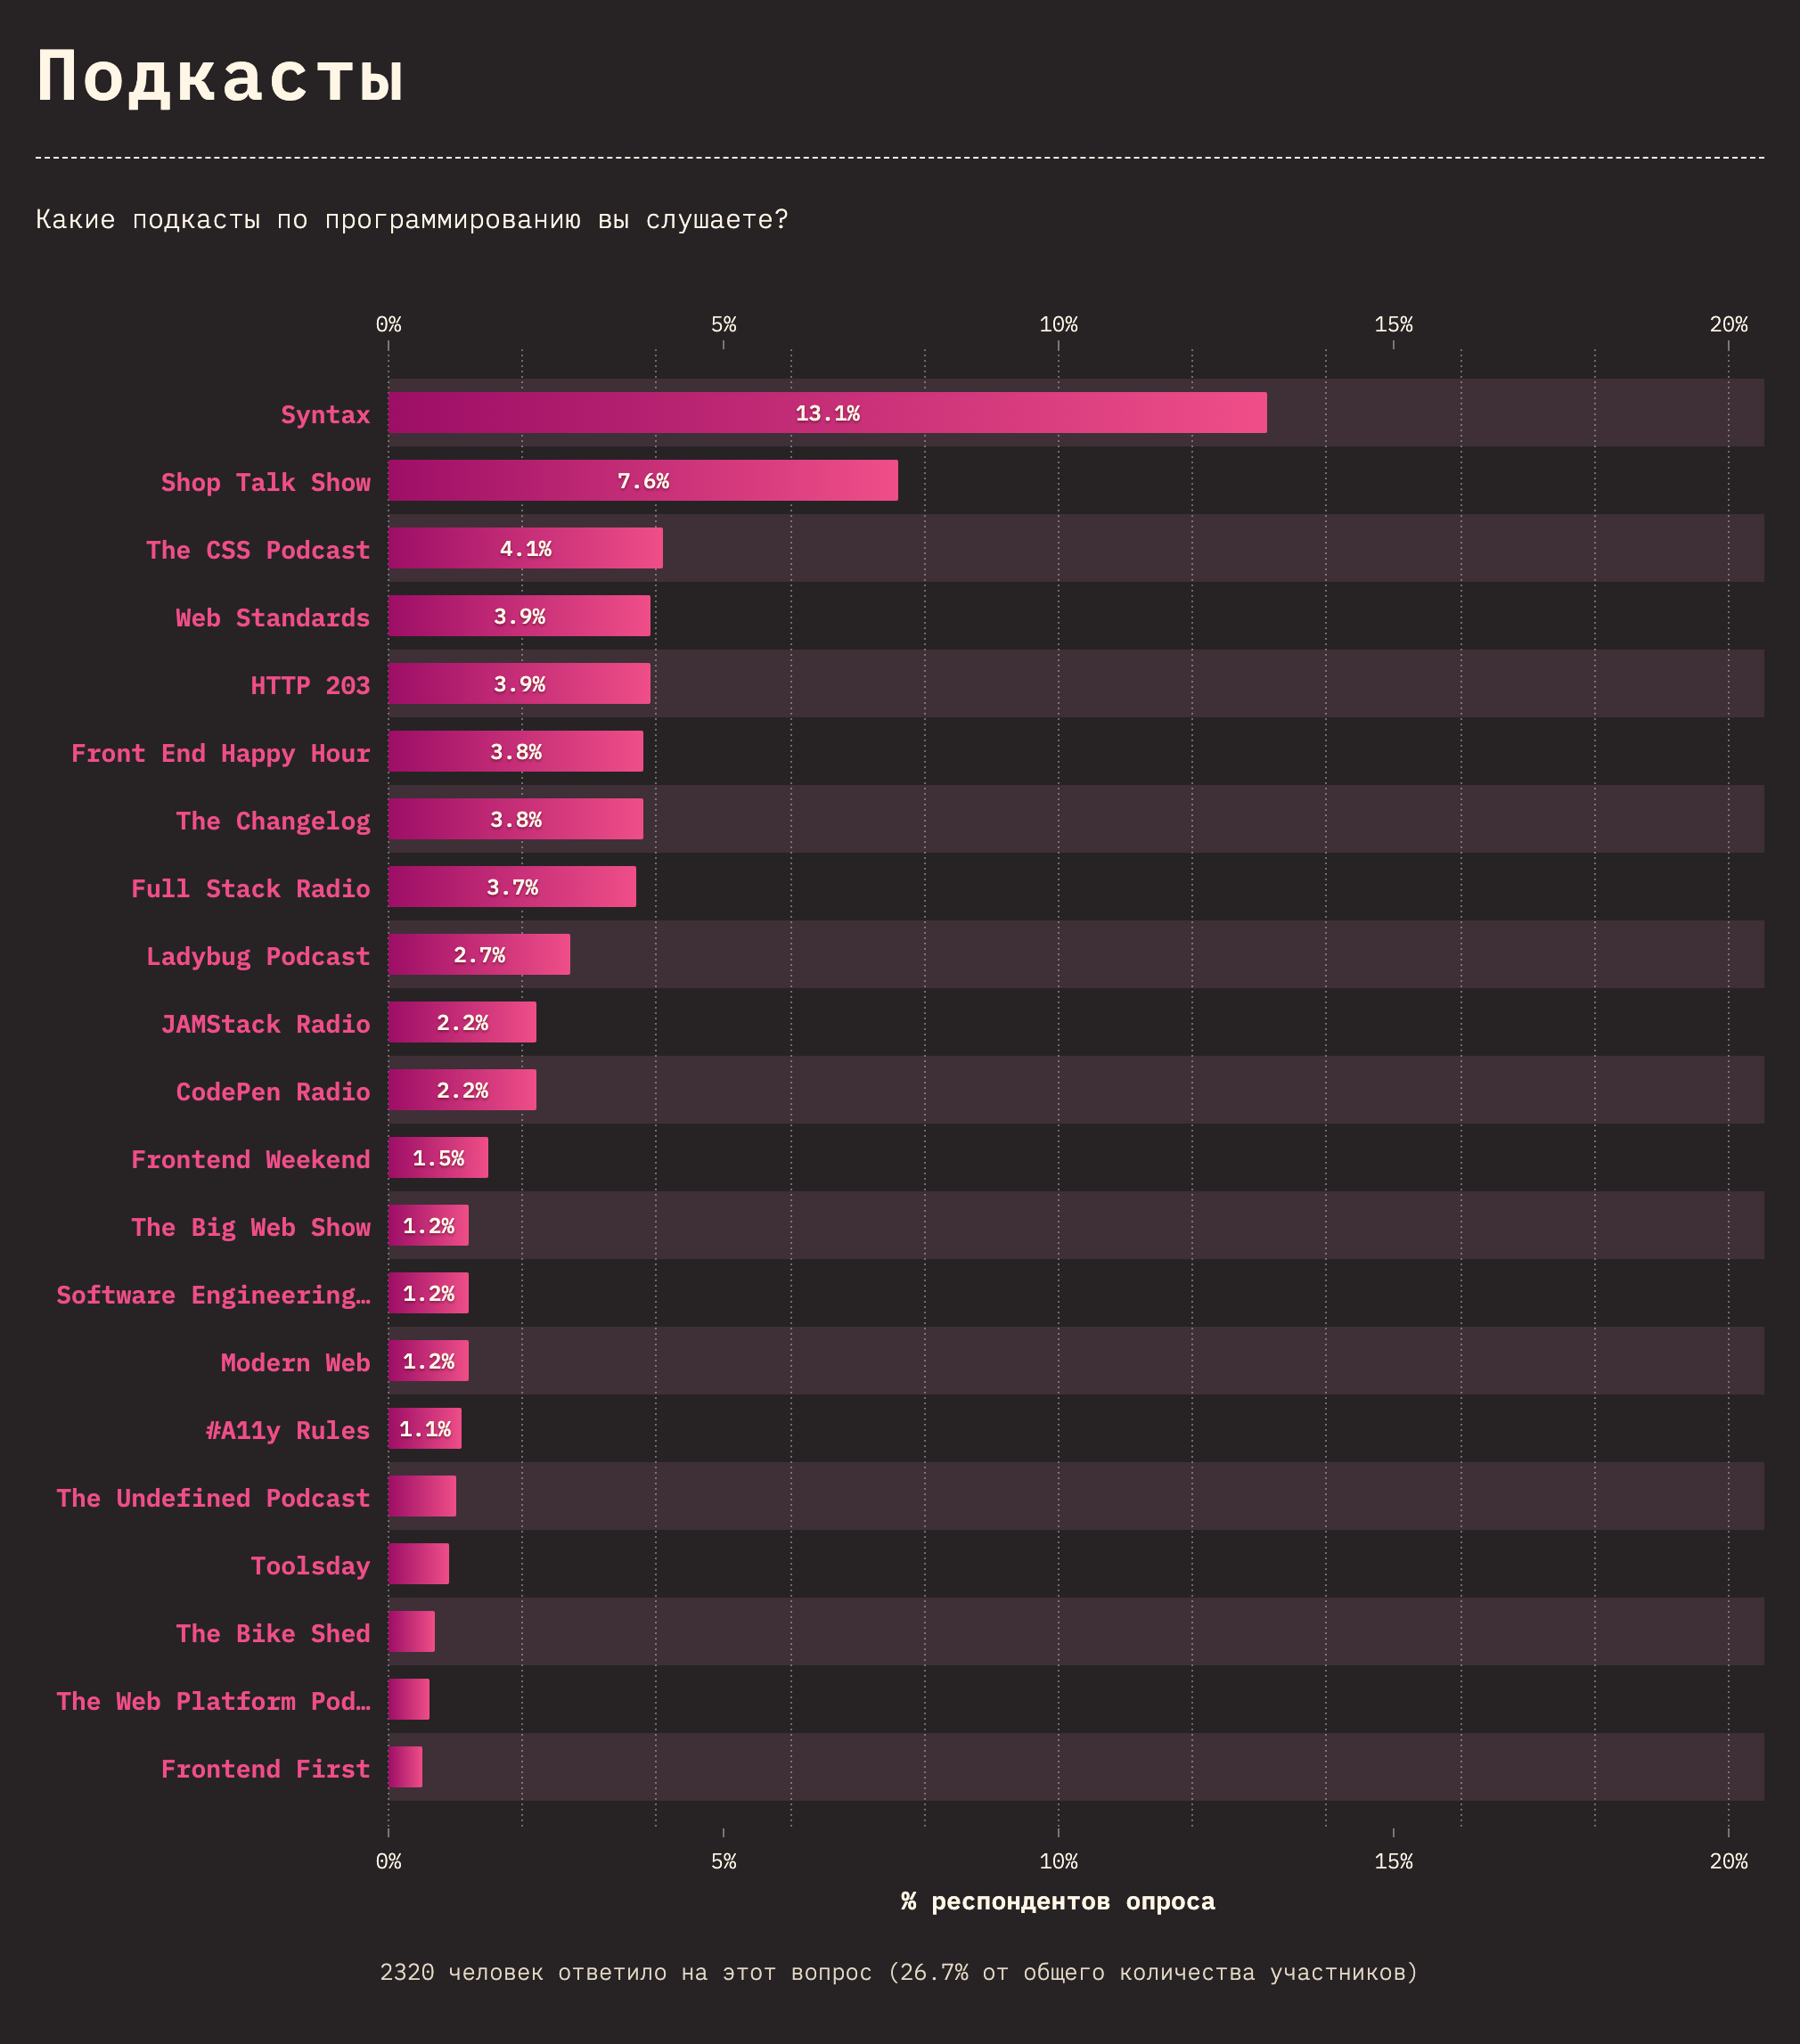 Подкасты
Какие подкасты по программированию вы слушаете?
0% 5% 10% 15% 20%
Syntax 13.1%
Shop Talk Show 7.6%
The CSS Podcast 4.1%
Web Standards 3.9%
HTTP 203 3.9%
Front End Happy Hour 3.8%
The Changelog 3.8%
Full Stack Radio 3.7%
Ladybug Podcast 2.7%
JAMStack Radio 2.2%
CodePen Radio 2.2%
Frontend Weekend 1.5%
The Big Web Show 1.2%
Software Engineering… 1.2%
Modern Web 1.2%
#A11y Rules 1.1%
The Undefined Podcast
Toolsday
The Bike Shed
The Web Platform Pod…
Frontend First
0% 5% 10% 15% 20%
% респондентов опроса
2320 человек ответило на этот вопрос (26.7% от общего количества участников)